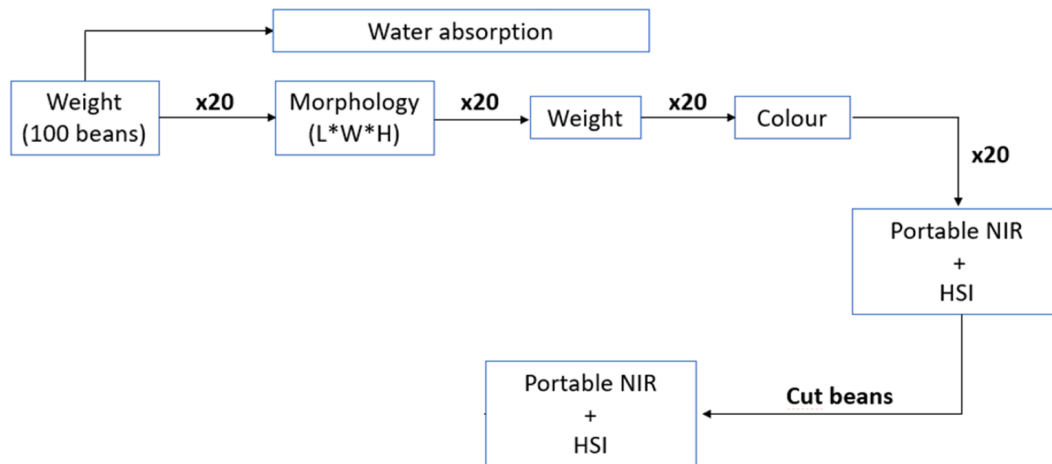 Water absorption
Weight
(100 beans)
x20
Morphology
(L*W*H)
x20
Weight
x20
Colour
x20
Portable NIR
+
HSI
Cut beans
Portable NIR
+
HSI